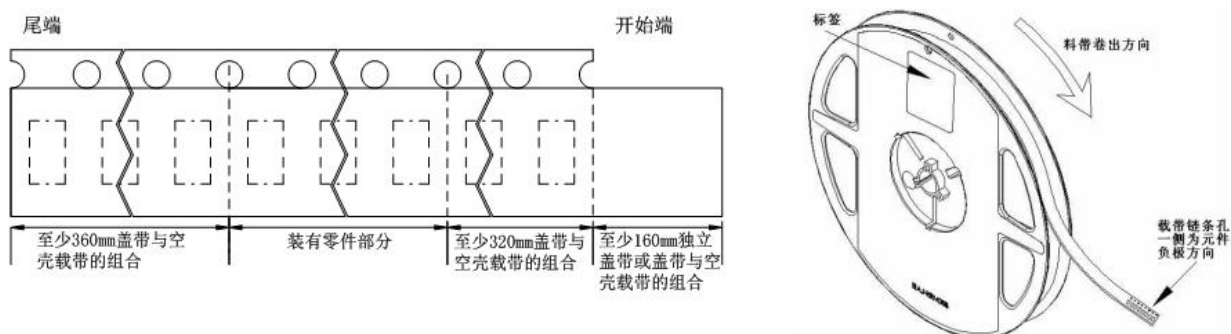 尾端
开始端
至少360mm盖带与空
壳载带的组合
装有零件部分
至少320mm盖带与
空壳载带的组合
至少160mm独立
盖带或盖带与空
壳载带的组合
标签
料带卷出方向
载带链条孔
一侧为元件
负极方向